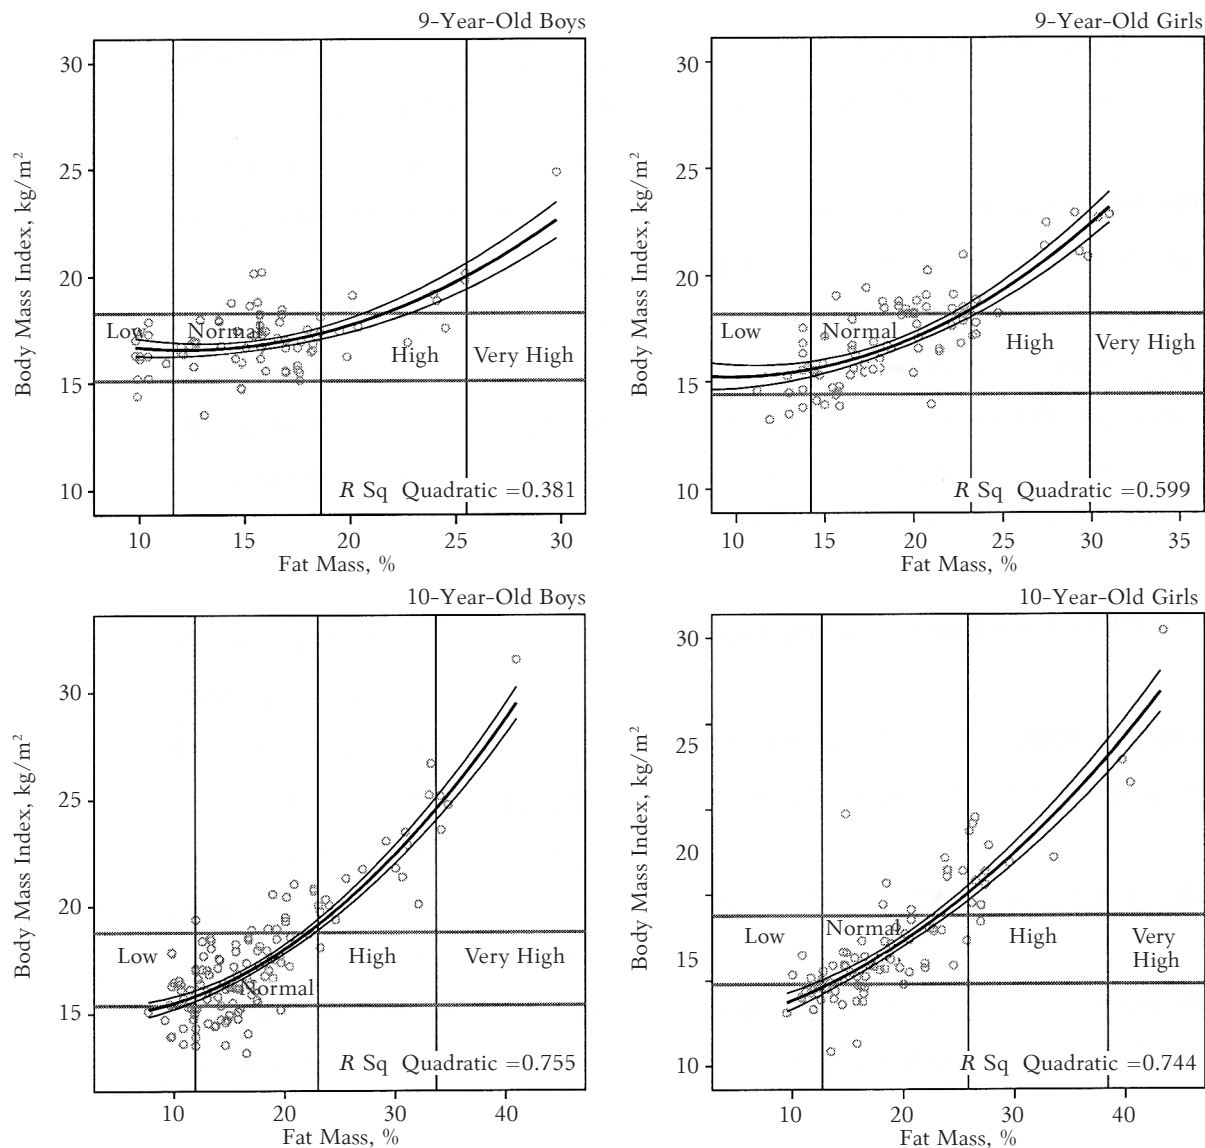 9-Year-Old Boys
Body Mass Index, kg/m²
30
25
20
15
10
Low
Normal
High
Very High
R Sq Quadratic =0.381
10
15
20
25
30
Fat Mass, %
9-Year-Old Girls
Body Mass Index, kg/m²
30
25
20
15
10
Low
Normal
High
Very High
R Sq Quadratic =0.599
10
15
20
25
30
35
Fat Mass, %
10-Year-Old Boys
Body Mass Index, kg/m²
30
25
20
15
Low
Normal
High
Very High
R Sq Quadratic =0.755
10
20
30
40
Fat Mass, %
10-Year-Old Girls
Body Mass Index, kg/m²
30
25
20
15
10
Low
Normal
High
Very
High
R Sq Quadratic =0.744
10
20
30
40
Fat Mass, %